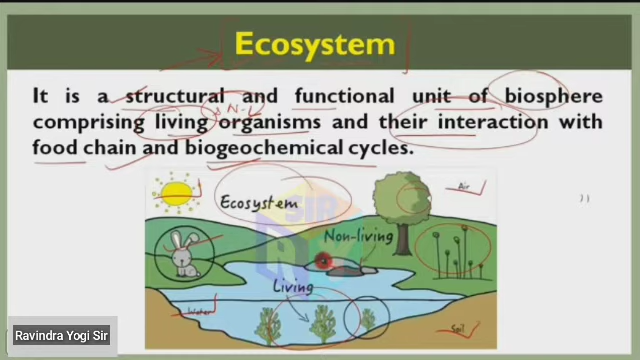 Ecosystem
It is a structural and functional unit of biosphere
N-L
comprising living organisms and their interaction with
food chain and biogeochemical cycles.
Ecosystem
Air
SIR
Non-living
Living
Water
Soil
Ravindra Yogi Sir